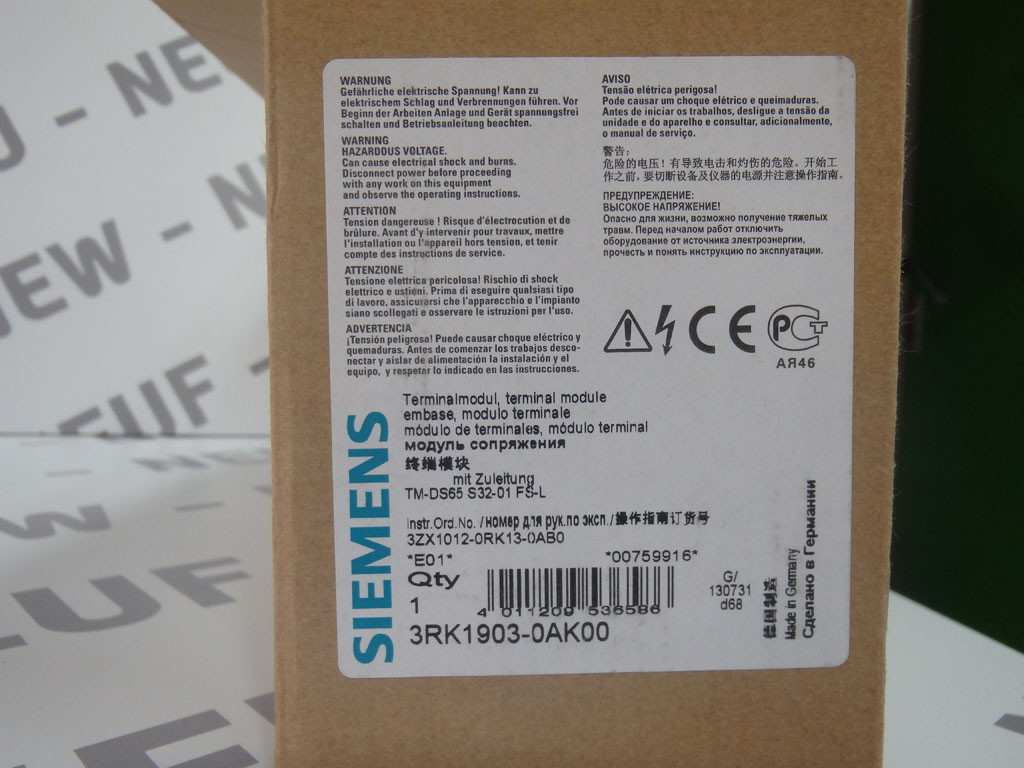 WARNUNG
Gefährliche elektrische Spannung! Kann zu
elektrischem Schlag und Verbrennungen führen. Vor
Beginn der Arbeiten Anlage und Gerät spannungsfrei
schalten und Betriebsanleitung beachten.
WARNING
HAZARDOUS VOLTAGE.
Can cause electrical shock and burns.
Disconnect power before proceeding
with any work on this equipment
and observe the operating instructions.
ATTENTION
Tension dangereuse ! Risque d'électrocution et de
brûlure. Avant d'y intervenir pour travaux, mettre
l'installation ou l'appareil hors tension, et tenir
compte des instructions de service.
ATTENZIONE
Tensione elettrica pericolosa! Rischio di shock
elettrico e ustioni. Prima di eseguire qualsiasi tipo
di lavoro, assicurarsi che l'apparecchio e l'impianto
siano scollegati e osservare le istruzioni per l'uso.
ADVERTENCIA
¡Tensión peligrosa! Puede causar choque eléctrico y
quemaduras. Antes de comenzar los trabajos desco-
nectar y aislar de alimentación la instalación y el
equipo, y respetar lo indicado en las instrucciones.
AVISO
Tensão elétrica perigosa!
Pode causar um choque elétrico e queimaduras.
Antes de iniciar os trabalhos, desligue a tensão da
unidade e do aparelho e consultar, adicionalmente,
o manual de serviço.
警告:
危险的电压! 有导致电击和灼伤的危险。开始工
作之前,要切断设备及仪器的电源并注意操作指南。
ПРЕДУПРЕЖДЕНИЕ:
ВЫСОКОЕ НАПРЯЖЕНИЕ!
Опасно для жизни, возможно получение тяжелых
травм. Перед началом работ отключить
оборудование от источника электроэнергии,
прочесть и понять инструкцию по эксплуатации.
CE PCT
АЯ46
SIEMENS
Terminalmodul, terminal module
embase, modulo terminale
módulo de terminales, módulo terminal
модуль сопряжения
终端模块
mit Zuleitung
TM-DS65 S32-01 FS-L
Instr.Ord.No. /номер для рук.по эксп./操作指南订货号
3ZX1012-0RK13-0AB0
*E01* *00759916*
Qty
1
4 011209 536586
3RK1903-0AK00
G/
130731
d68
德国制造
Made in Germany
Сделано в Германии
U - NE
NEW - N
EUF -
- NEU
W -
EUF